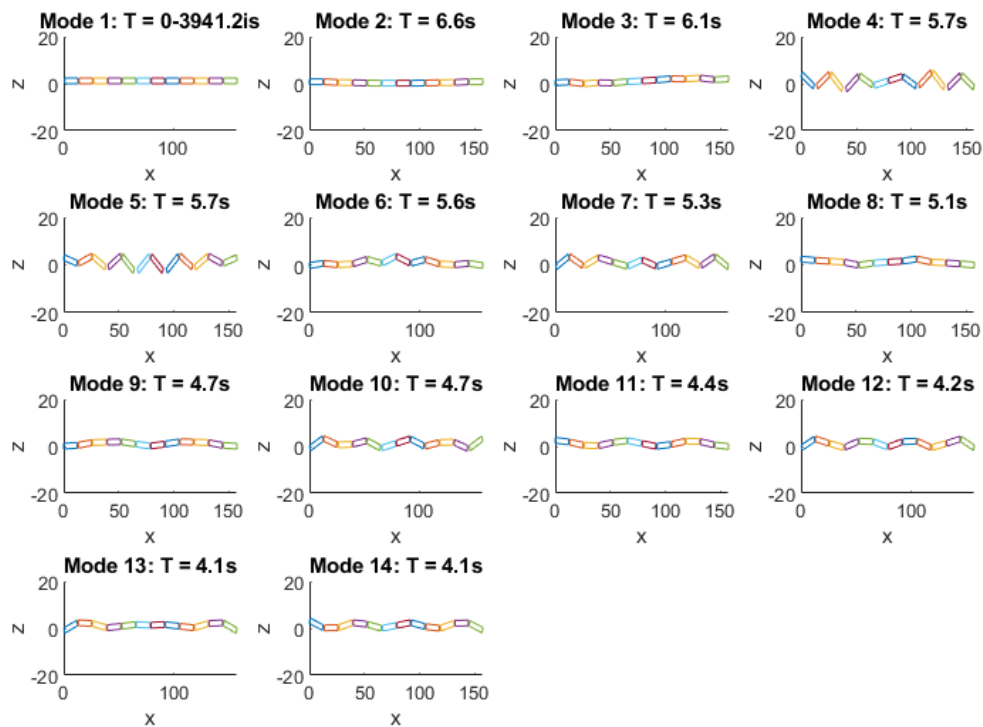 Mode 1: T = 0-3941.2is
20
0
-20
z
0
100
x
Mode 2: T = 6.6s
20
0
-20
z
0
50
100
150
x
Mode 3: T = 6.1s
20
0
-20
z
0
50
100
150
x
Mode 4: T = 5.7s
20
0
-20
z
0
50
100
150
x
Mode 5: T = 5.7s
20
0
-20
z
0
50
100
150
x
Mode 6: T = 5.6s
20
0
-20
z
0
100
x
Mode 7: T = 5.3s
20
0
-20
z
0
100
x
Mode 8: T = 5.1s
20
0
-20
z
0
50
100
150
x
Mode 9: T = 4.7s
20
0
-20
z
0
50
100
150
x
Mode 10: T = 4.7s
20
0
-20
z
0
50
100
150
x
Mode 11: T = 4.4s
20
0
-20
z
0
50
100
150
x
Mode 12: T = 4.2s
20
0
-20
z
0
100
x
Mode 13: T = 4.1s
20
0
-20
z
0
100
x
Mode 14: T = 4.1s
20
0
-20
z
0
50
100
150
x